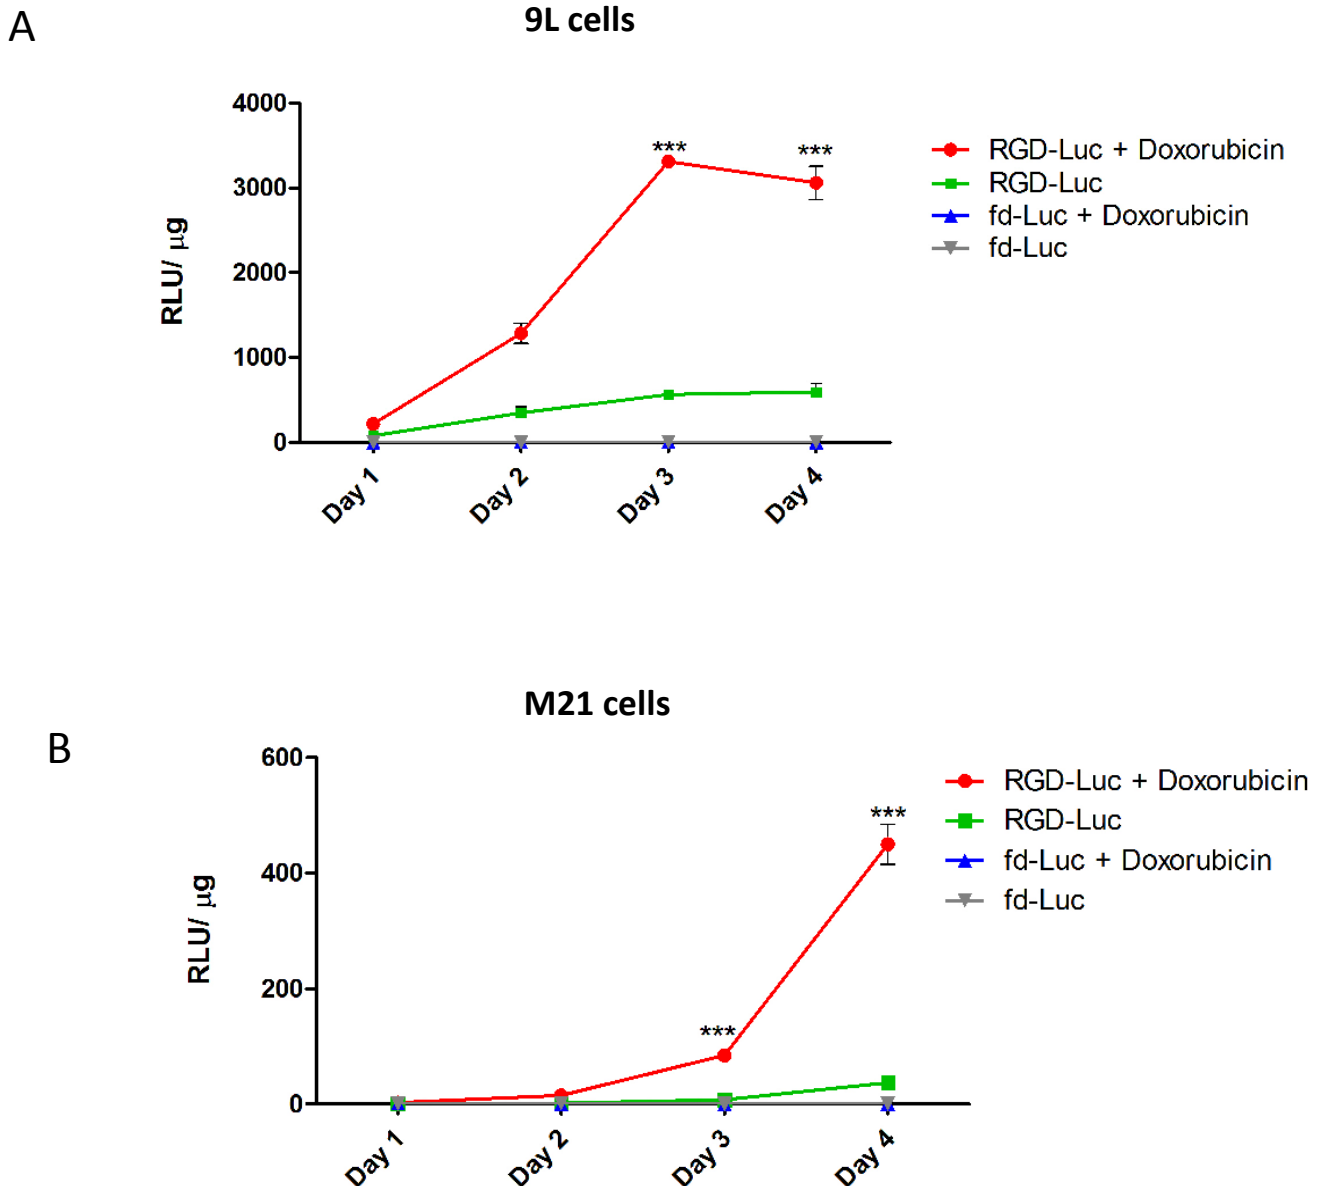 A
9L cells
4000
3000
2000
1000
0
RLU/ µg
***
***
Day 1
Day 2
Day 3
Day 4
RGD-Luc + Doxorubicin
RGD-Luc
fd-Luc + Doxorubicin
fd-Luc
B
M21 cells
600
400
200
0
RLU/ µg
***
***
Day 1
Day 2
Day 3
Day 4
RGD-Luc + Doxorubicin
RGD-Luc
fd-Luc + Doxorubicin
fd-Luc